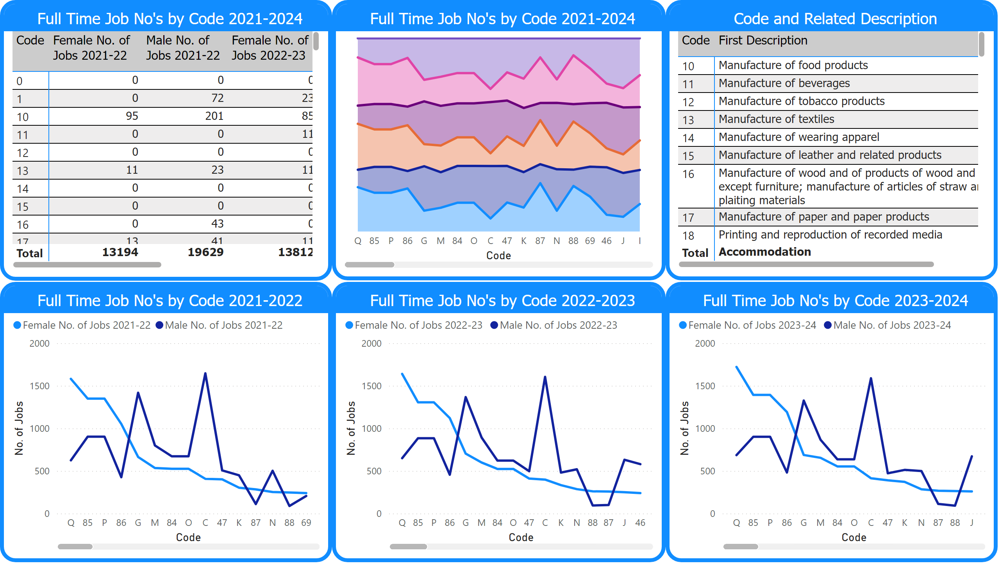 Full Time Job No's by Code 2021-2024
Code Female No. of Jobs 2021-22 Male No. of Jobs 2021-22 Female No. of Jobs 2022-23
0 0 0 0
1 0 72 23
10 95 201 85
11 0 0 11
12 0 0 0
13 11 23 11
14 0 0 0
15 0 0 0
16 0 43 0
17 13 41 11
Total 13194 19629 13812
Full Time Job No's by Code 2021-2024
Q 85 P 86 G M 84 O C 47 K 87 N 88 69 46 J I
Code
Code and Related Description
Code First Description
10 Manufacture of food products
11 Manufacture of beverages
12 Manufacture of tobacco products
13 Manufacture of textiles
14 Manufacture of wearing apparel
15 Manufacture of leather and related products
16 Manufacture of wood and of products of wood and
except furniture; manufacture of articles of straw
plaiting materials
17 Manufacture of paper and paper products
18 Printing and reproduction of recorded media
Total Accommodation
Full Time Job No's by Code 2021-2022
Female No. of Jobs 2021-22 Male No. of Jobs 2021-22
2000
1500
1000
500
0
No. of Jobs
Q 85 P 86 G M 84 O C 47 K 87 N 88 69
Code
Full Time Job No's by Code 2022-2023
Female No. of Jobs 2022-23 Male No. of Jobs 2022-23
2000
1500
1000
500
0
No. of Jobs
Q 85 P 86 G M 84 O 47 C K N 88 87 J 46
Code
Full Time Job No's by Code 2023-2024
Female No. of Jobs 2023-24 Male No. of Jobs 2023-24
2000
1500
1000
500
0
No. of Jobs
Q 85 P 86 G M 84 O C 47 K N 87 88 J
Code